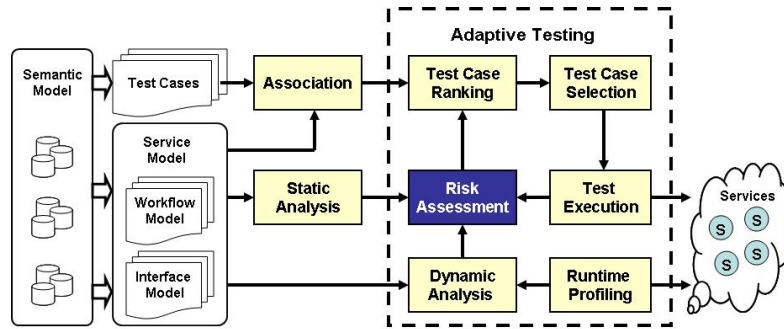 Adaptive Testing
Semantic
Model
Test Cases
Association
Test Case
Ranking
Test Case
Selection
Service
Model
Workflow
Model
Static
Analysis
Risk
Assessment
Test
Execution
Services
S
S
S
S
Interface
Model
Dynamic
Analysis
Runtime
Profiling